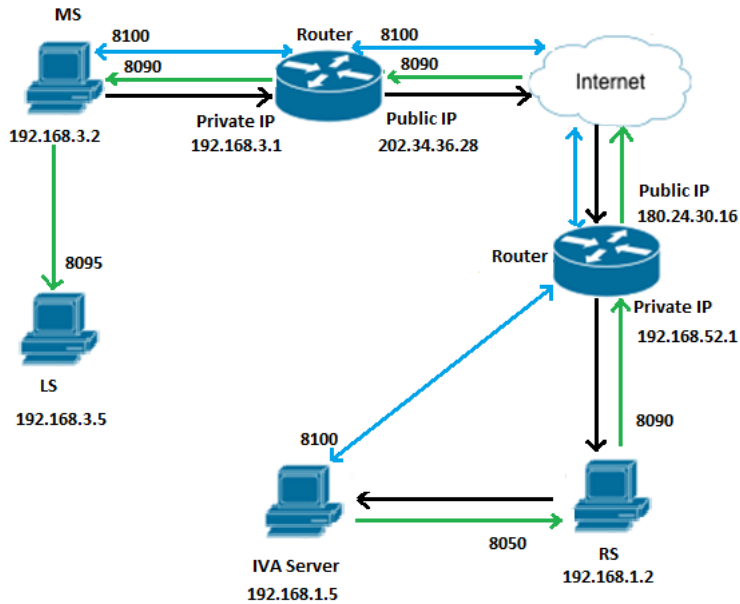 MS
8100
Router
8100
8090
8090
Internet
192.168.3.2
Private IP
192.168.3.1
Public IP
202.34.36.28
Public IP
180.24.30.16
Router
8095
Private IP
192.168.52.1
LS
192.168.3.5
8090
8100
8050
IVA Server
192.168.1.5
RS
192.168.1.2